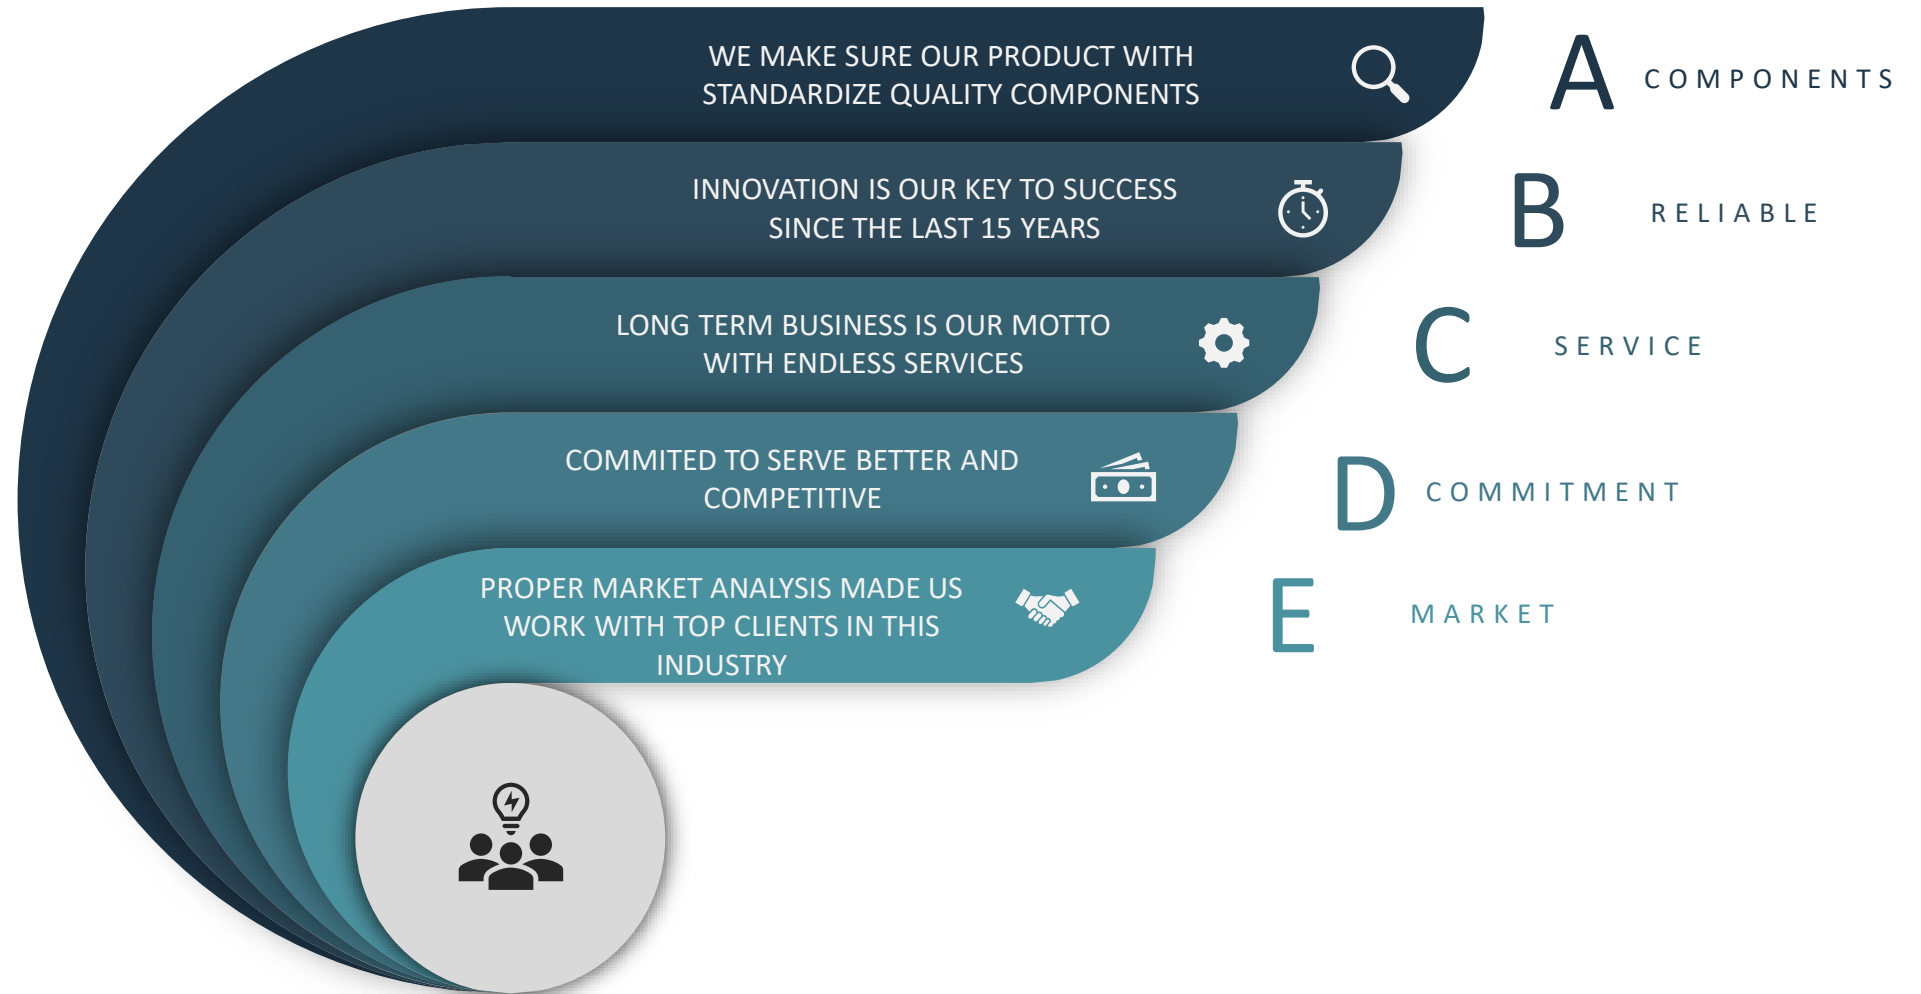 WE MAKE SURE OUR PRODUCT WITH
STANDARDIZE QUALITY COMPONENTS
A COMPONENTS
INNOVATION IS OUR KEY TO SUCCESS
SINCE THE LAST 15 YEARS
B RELIABLE
LONG TERM BUSINESS IS OUR MOTTO
WITH ENDLESS SERVICES
C SERVICE
COMMITED TO SERVE BETTER AND
COMPETITIVE
D COMMITMENT
PROPER MARKET ANALYSIS MADE US
WORK WITH TOP CLIENTS IN THIS
INDUSTRY
E MARKET